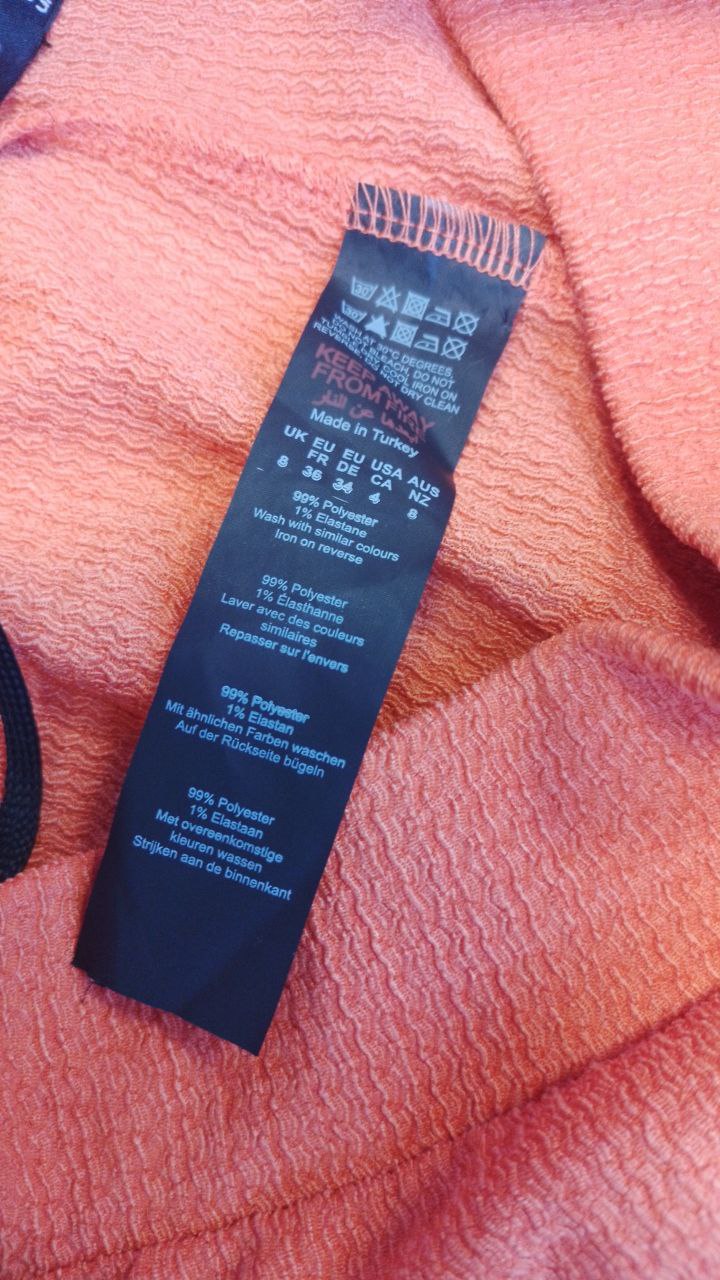 30
30
WASH AT 30°C DEGREES,
DO NOT BLEACH, DO NOT
TUMBLE DRY, COOL IRON ON
REVERSE, DO NOT DRY CLEAN
KEEP AWAY
FROM FIRE
أبعدها عن النار
Made in Turkey
UK EU EU USA AUS
FR DE CA NZ
8 36 34 4 8
99% Polyester
1% Elastane
Wash with similar colours
Iron on reverse
99% Polyester
1% Élasthanne
Laver avec des couleurs
similaires
Repasser sur l'envers
99% Polyester
1% Elastan
Mit ähnlichen Farben waschen
Auf der Rückseite bügeln
99% Polyester
1% Elastaan
Met overeenkomstige
kleuren wassen
Strijken aan de binnenkant